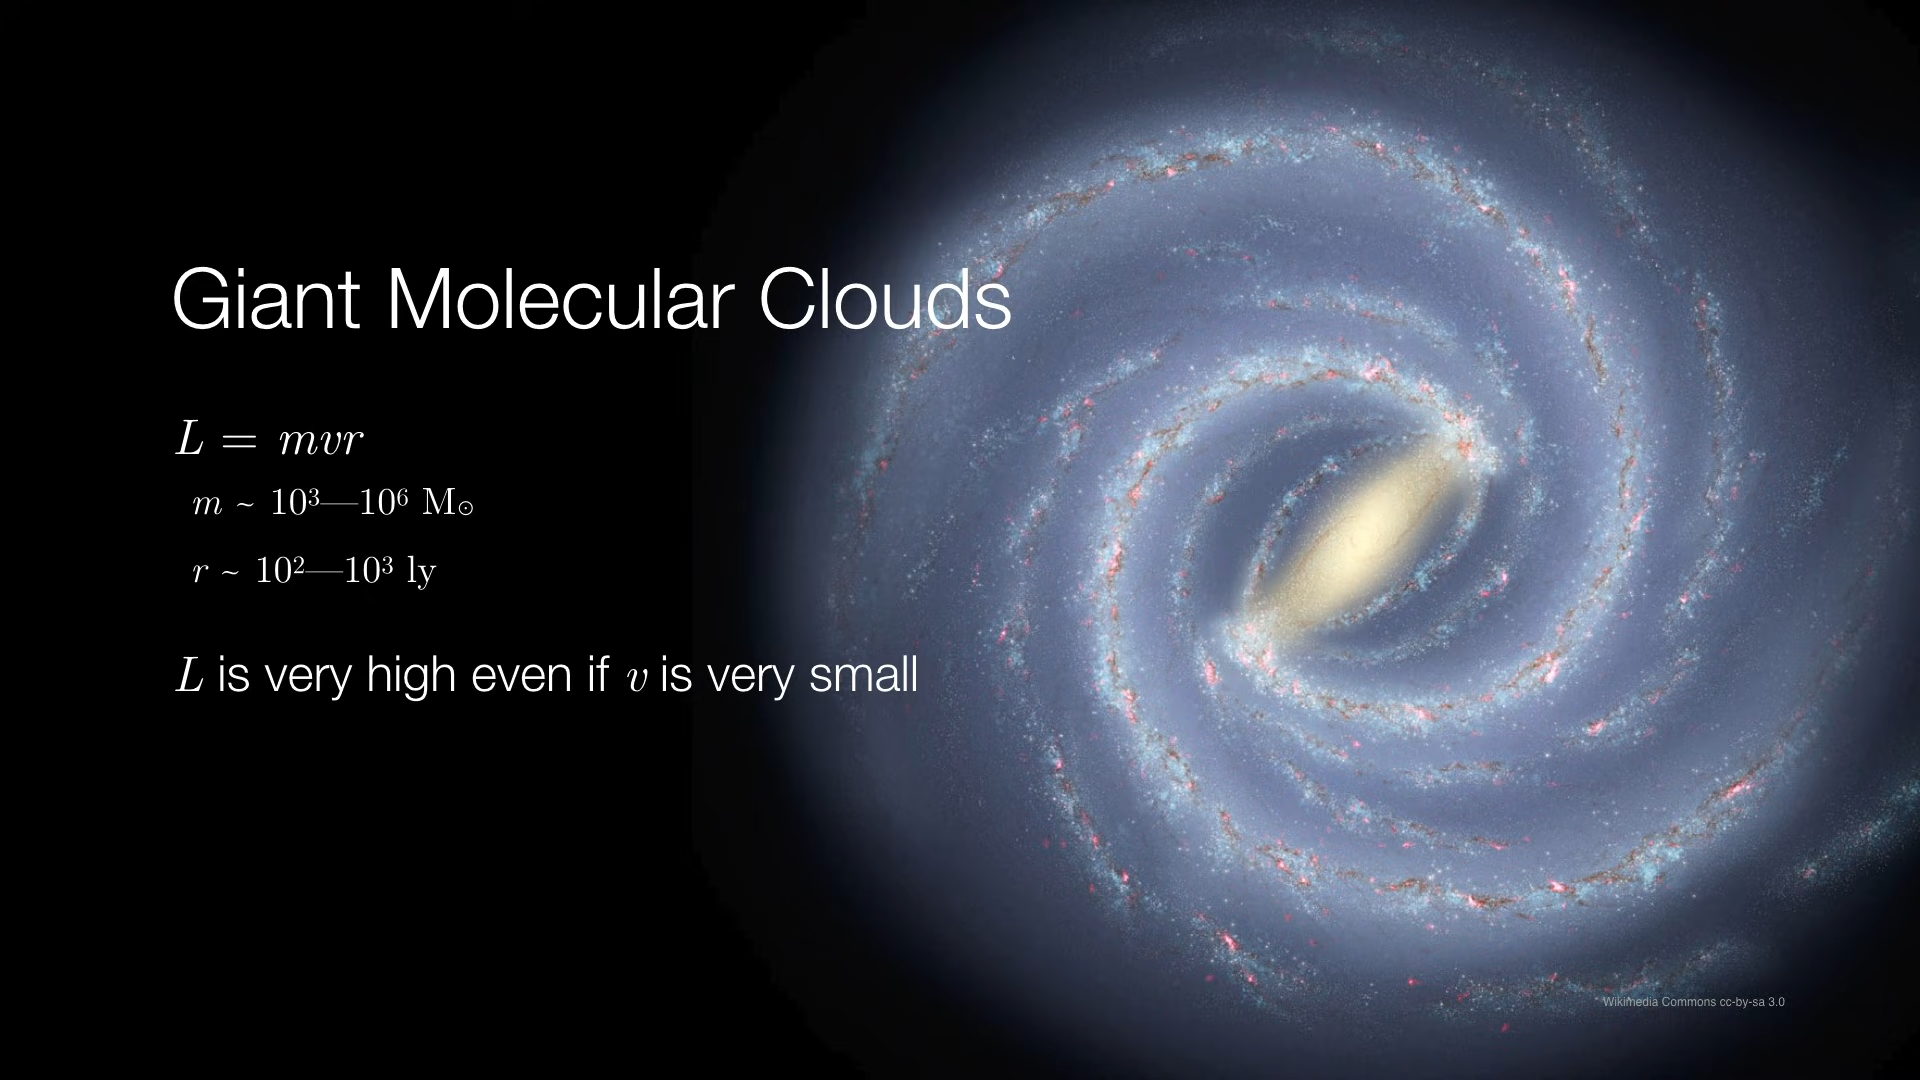 Giant Molecular Clouds
L = mvr
m ~ 10³—10⁶ M☉
r ~ 10²—10³ ly
L is very high even if v is very small
Wikimedia Commons cc-by-sa 3.0